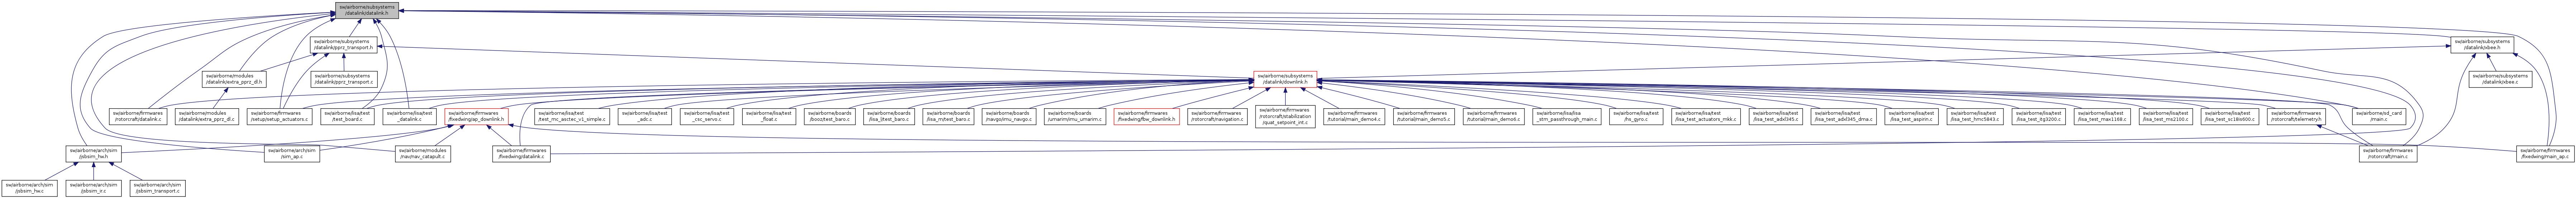 sw/airborne/subsystems
/datalink/datalink.h
sw/airborne/subsystems
/datalink/pprz_transport.h
sw/airborne/subsystems
/datalink/xbee.h
sw/airborne/modules
/datalink/extra_pprz_dl.h
sw/airborne/subsystems
/datalink/pprz_transport.c
sw/airborne/subsystems
/datalink/downlink.h
sw/airborne/subsystems
/datalink/xbee.c
sw/airborne/firmwares
/rotorcraft/datalink.c
sw/airborne/modules
/datalink/extra_pprz_dl.c
sw/airborne/firmwares
/setup/setup_actuators.c
sw/airborne/lisa/test
/test_board.c
sw/airborne/lisa/test
_datalink.c
sw/airborne/firmwares
/fixedwing/ap_downlink.h
sw/airborne/lisa/test
/test_mc_asctec_v1_simple.c
sw/airborne/lisa/test
_adc.c
sw/airborne/lisa/test
_csc_servo.c
sw/airborne/lisa/test
_float.c
sw/airborne/boards
/booz/test_baro.c
sw/airborne/boards
/lisa_l/test_baro.c
sw/airborne/boards
/lisa_m/test_baro.c
sw/airborne/boards
/navgo/imu_navgo.c
sw/airborne/boards
/umarim/imu_umarim.c
sw/airborne/firmwares
/fixedwing/fbw_downlink.h
sw/airborne/firmwares
/rotorcraft/navigation.c
sw/airborne/firmwares
/rotorcraft/stabilization
/quat_setpoint_int.c
sw/airborne/firmwares
/tutorial/main_demo4.c
sw/airborne/firmwares
/tutorial/main_demo5.c
sw/airborne/firmwares
/tutorial/main_demo6.c
sw/airborne/lisa/lisa
_stm_passthrough_main.c
sw/airborne/lisa/test
/hs_gyro.c
sw/airborne/lisa/test
/lisa_test_actuators_mkk.c
sw/airborne/lisa/test
/lisa_test_adxl345.c
sw/airborne/lisa/test
/lisa_test_adxl345_dma.c
sw/airborne/lisa/test
/lisa_test_aspirin.c
sw/airborne/lisa/test
/lisa_test_hmc5843.c
sw/airborne/lisa/test
/lisa_test_itg3200.c
sw/airborne/lisa/test
/lisa_test_max1168.c
sw/airborne/lisa/test
/lisa_test_ms2100.c
sw/airborne/lisa/test
/lisa_test_sc18is600.c
sw/airborne/firmwares
/rotorcraft/telemetry.h
sw/airborne/sd_card
/main.c
sw/airborne/arch/sim
/jsbsim_hw.h
sw/airborne/arch/sim
/sim_ap.c
sw/airborne/modules
/nav/nav_catapult.c
sw/airborne/firmwares
/fixedwing/datalink.c
sw/airborne/firmwares
/rotorcraft/main.c
sw/airborne/firmwares
/fixedwing/main_ap.c
sw/airborne/arch/sim
/jsbsim_hw.c
sw/airborne/arch/sim
/jsbsim_ir.c
sw/airborne/arch/sim
/jsbsim_transport.c